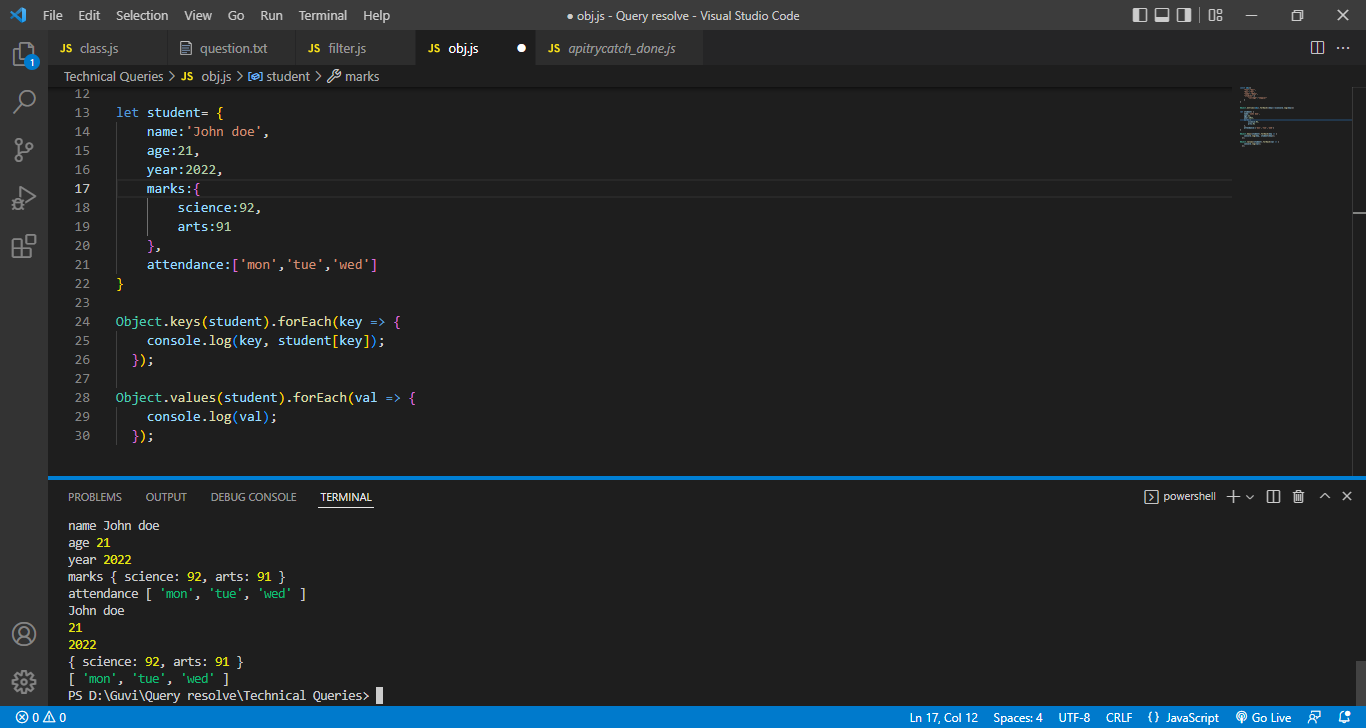 File Edit Selection View Go Run Terminal Help ● obj.js - Query resolve - Visual Studio Code
JS class.js question.txt JS filter.js JS obj.js ● JS apitrycatch_done.js
1
Technical Queries > JS obj.js > student > marks
12
13 let student= {
14 name:'John doe',
15 age:21,
16 year:2022,
17 marks:{
18 science:92,
19 arts:91
20 },
21 attendance:['mon','tue','wed']
22 }
23
24 Object.keys(student).forEach(key => {
25 console.log(key, student[key]);
26 });
27
28 Object.values(student).forEach(val => {
29 console.log(val);
30 });
PROBLEMS OUTPUT DEBUG CONSOLE TERMINAL powershell
name John doe
age 21
year 2022
marks { science: 92, arts: 91 }
attendance [ 'mon', 'tue', 'wed' ]
John doe
21
2022
{ science: 92, arts: 91 }
[ 'mon', 'tue', 'wed' ]
PS D:\Guvi\Query resolve\Technical Queries>
0 0 Ln 17, Col 12 Spaces: 4 UTF-8 CRLF {} JavaScript Go Live